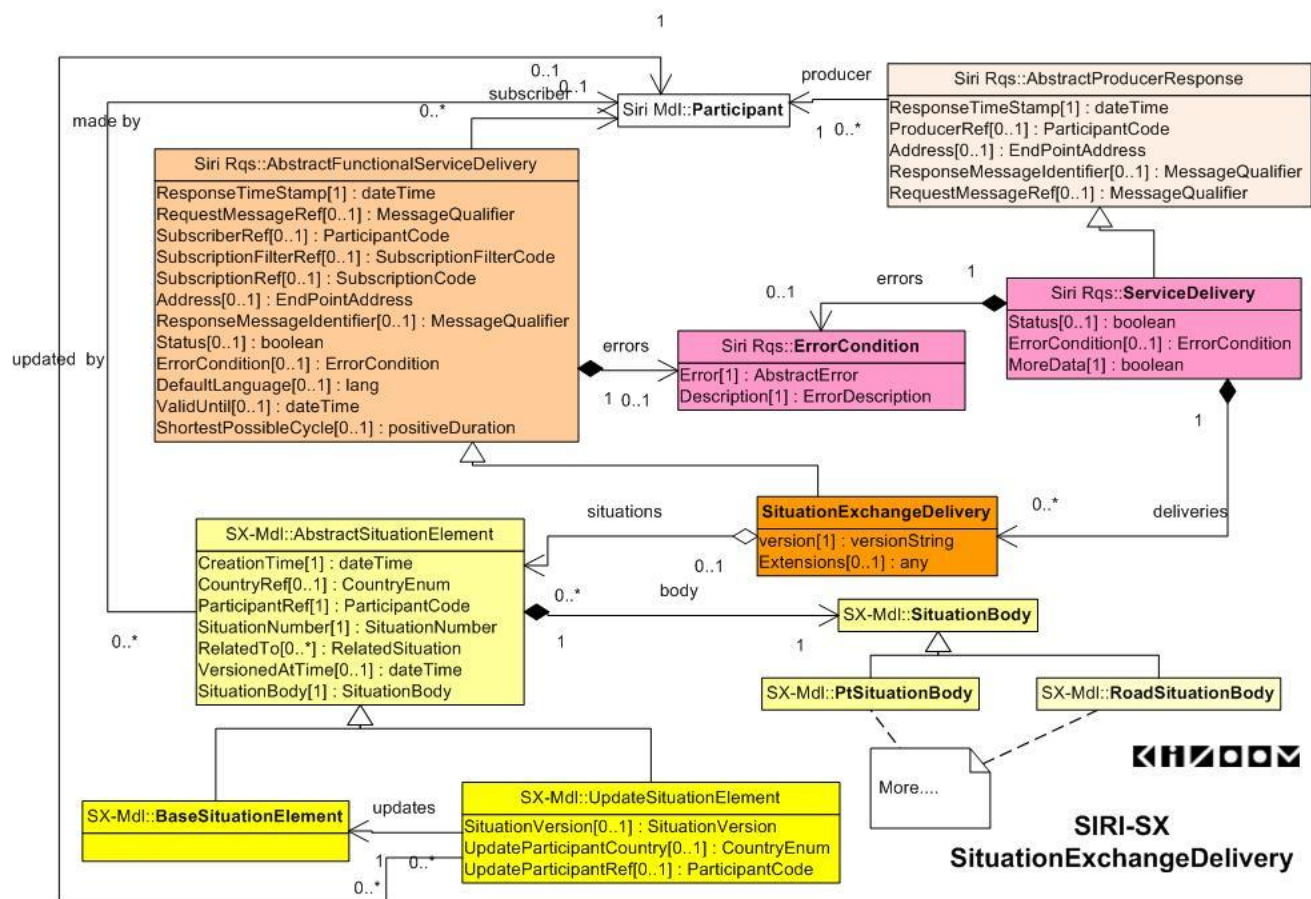 1
0..1
0..1
subscriber
0..*
made by
Siri Mdl::Participant
producer
1
0..*
Siri Rqs::AbstractProducerResponse
ResponseTimeStamp[1] : dateTime
ProducerRef[0..1] : ParticipantCode
Address[0..1] : EndPointAddress
ResponseMessageIdentifier[0..1] : MessageQualifier
RequestMessageRef[0..1] : MessageQualifier
Siri Rqs::AbstractFunctionalServiceDelivery
ResponseTimeStamp[1] : dateTime
RequestMessageRef[0..1] : MessageQualifier
SubscriberRef[0..1] : ParticipantCode
SubscriptionFilterRef[0..1] : SubscriptionFilterCode
SubscriptionRef[0..1] : SubscriptionCode
Address[0..1] : EndPointAddress
ResponseMessageIdentifier[0..1] : MessageQualifier
Status[0..1] : boolean
ErrorCondition[0..1] : ErrorCondition
DefaultLanguage[0..1] : lang
ValidUntil[0..1] : dateTime
ShortestPossibleCycle[0..1] : positiveDuration
updated by
errors
1
0..1
Siri Rqs::ErrorCondition
Error[1] : AbstractError
Description[1] : ErrorDescription
errors
1
0..1
Siri Rqs::ServiceDelivery
Status[0..1] : boolean
ErrorCondition[0..1] : ErrorCondition
MoreData[1] : boolean
1
0..*
deliveries
SituationExchangeDelivery
version[1] : versionString
Extensions[0..1] : any
situations
0..1
0..*
SX-Mdl::AbstractSituationElement
CreationTime[1] : dateTime
CountryRef[0..1] : CountryEnum
ParticipantRef[1] : ParticipantCode
SituationNumber[1] : SituationNumber
RelatedTo[0..*] : RelatedSituation
VersionedAtTime[0..1] : dateTime
SituationBody[1] : SituationBody
0..*
body
1
1
SX-Mdl::SituationBody
SX-Mdl::PtSituationBody
SX-Mdl::RoadSituationBody
More....
KIZOOM
SIRI-SX
SituationExchangeDelivery
SX-Mdl::BaseSituationElement
updates
1
0..*
0..*
SX-Mdl::UpdateSituationElement
SituationVersion[0..1] : SituationVersion
UpdateParticipantCountry[0..1] : CountryEnum
UpdateParticipantRef[0..1] : ParticipantCode